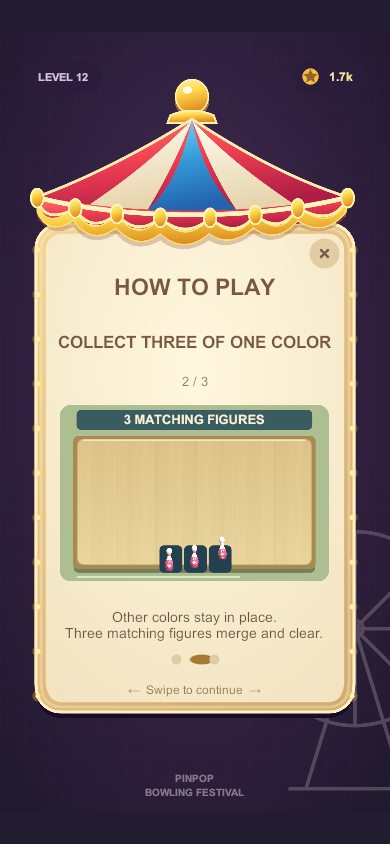 LEVEL 12
1.7k
HOW TO PLAY
COLLECT THREE OF ONE COLOR
2 / 3
3 MATCHING FIGURES
Other colors stay in place.
Three matching figures merge and clear.
← Swipe to continue →
PINPOP
BOWLING FESTIVAL